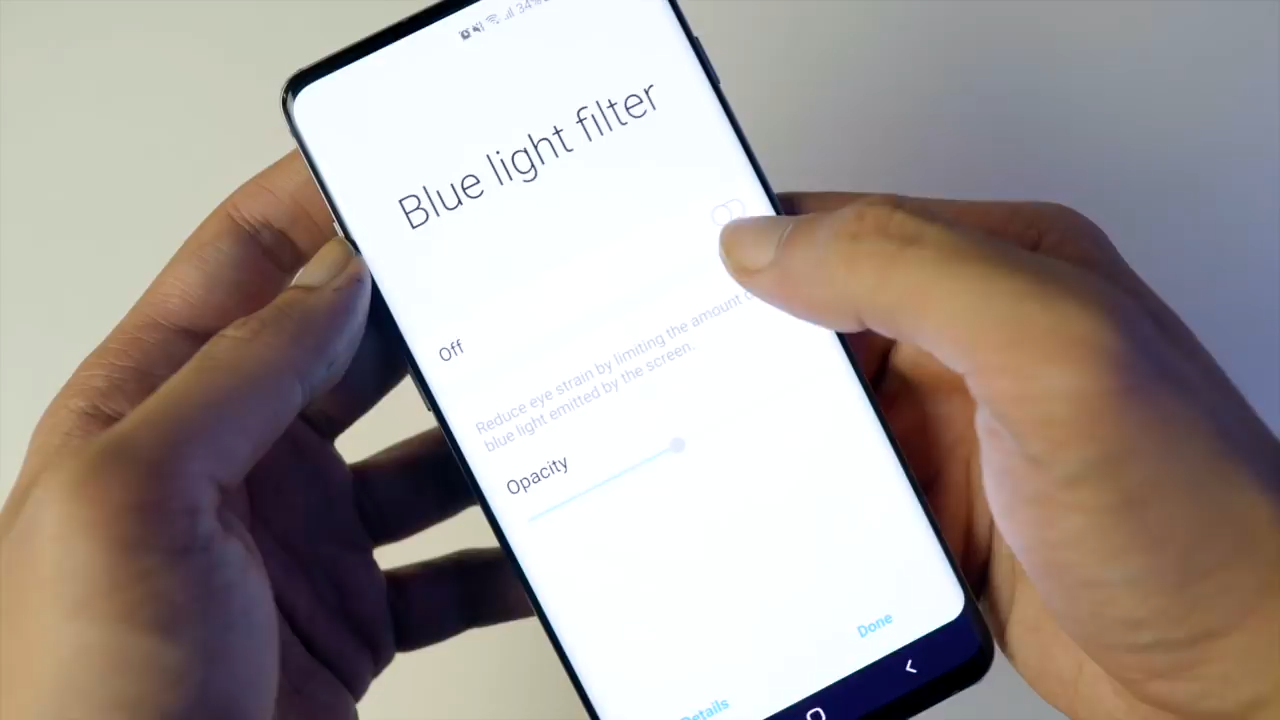 34%
Blue light filter
Off
Reduce eye strain by limiting the amount
blue light emitted by the screen.
Opacity
Done
Details